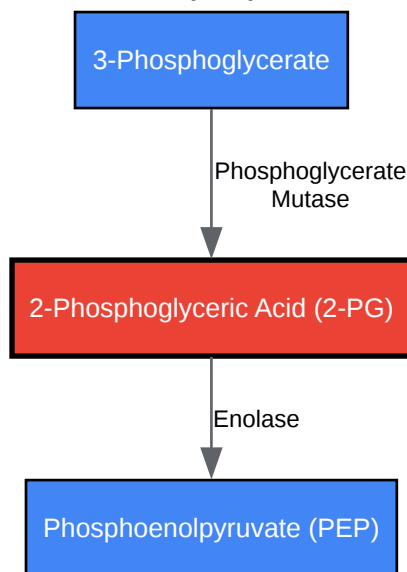 3-Phosphoglycerate
Phosphoglycerate
Mutase
2-Phosphoglyceric Acid (2-PG)
Enolase
Phosphoenolpyruvate (PEP)